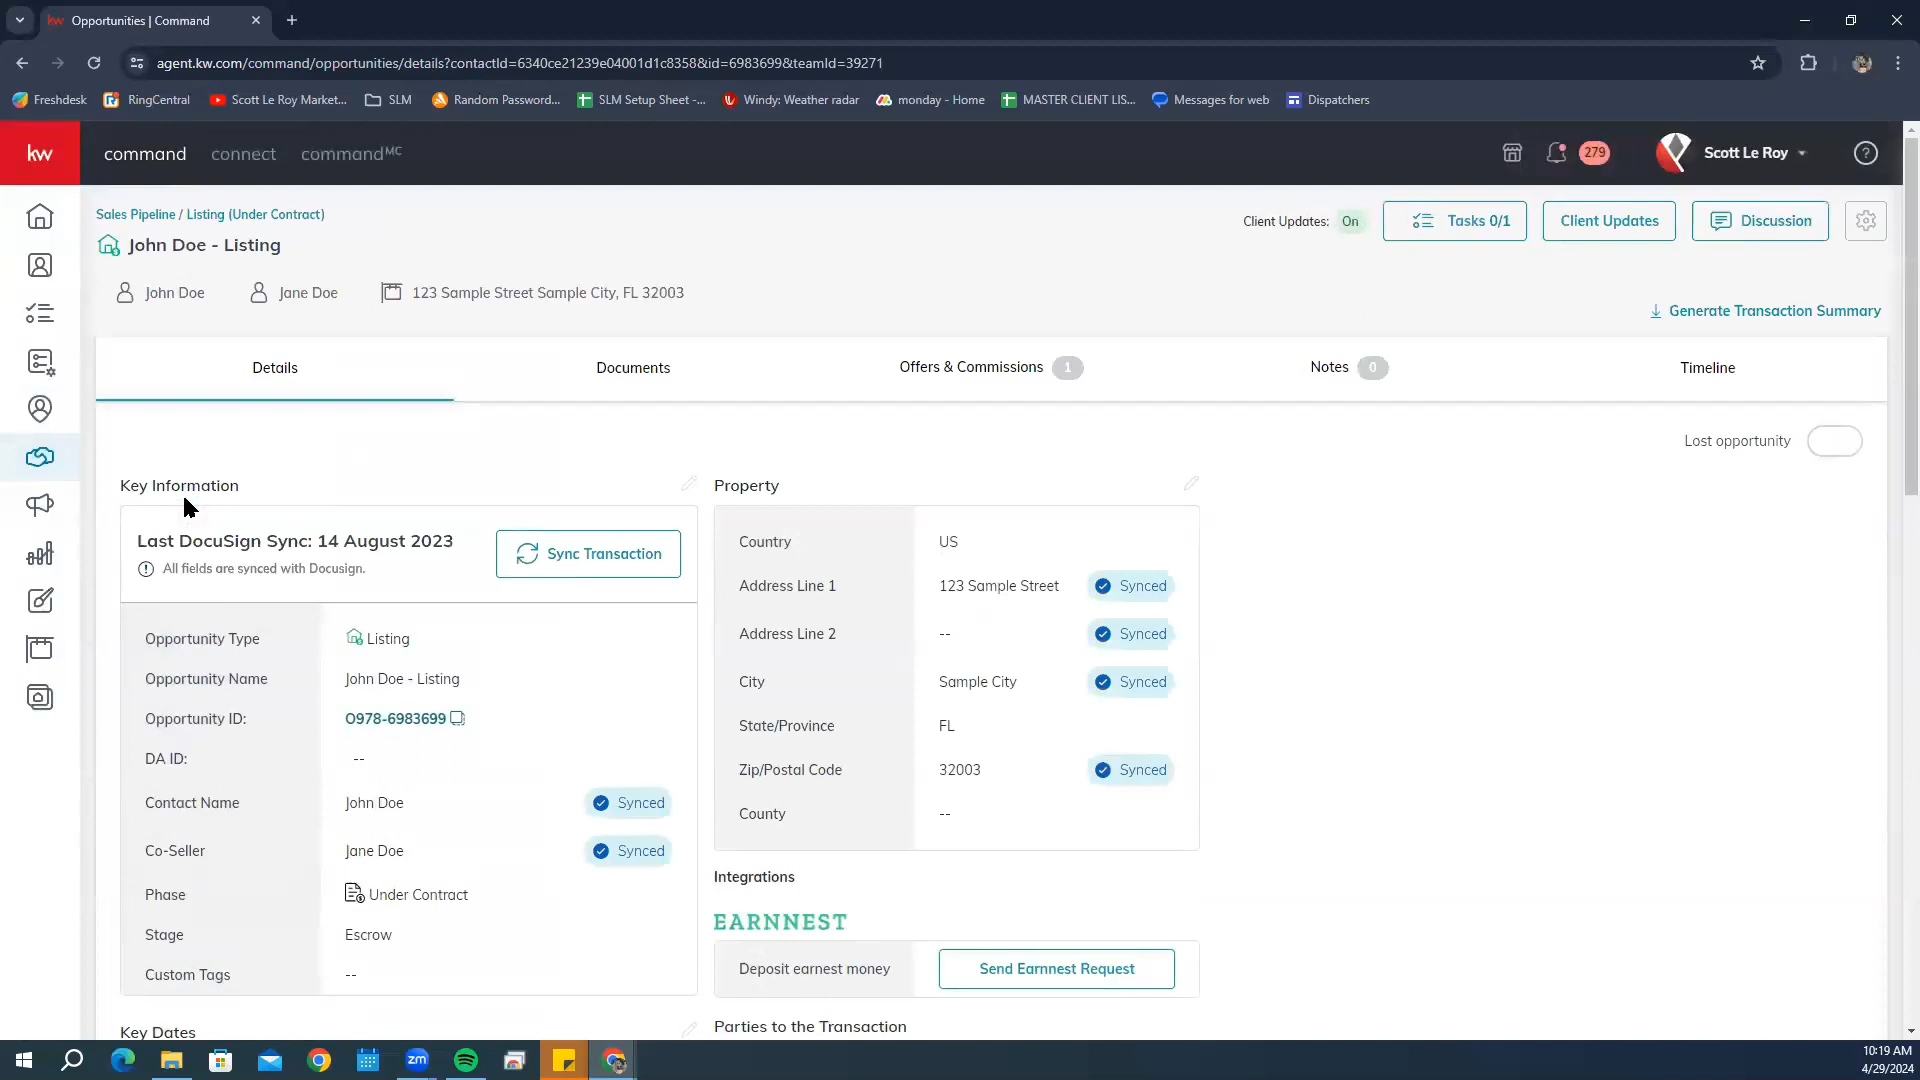 Opportunities | Command
agent.kw.com/command/opportunities/details?contactId=6340ce21239e04001d1c8358&id=6983699&teamId=39271
Freshdesk RingCentral Scott Le Roy Market... SLM Random Password... SLM Setup Sheet -... Windy: Weather radar monday - Home MASTER CLIENT LIS... Messages for web Dispatchers
kw command connect command MC 279 Scott Le Roy
Sales Pipeline / Listing (Under Contract)
Client Updates: On Tasks 0/1 Client Updates Discussion
John Doe - Listing
John Doe Jane Doe 123 Sample Street Sample City, FL 32003
Generate Transaction Summary
Details Documents Offers & Commissions 1 Notes 0 Timeline
Lost opportunity
Key Information
Last DocuSign Sync: 14 August 2023
All fields are synced with Docusign.
Sync Transaction
Opportunity Type Listing
Opportunity Name John Doe - Listing
Opportunity ID: O978-6983699
DA ID: --
Contact Name John Doe Synced
Co-Seller Jane Doe Synced
Phase Under Contract
Stage Escrow
Custom Tags --
Key Dates
Property
Country US
Address Line 1 123 Sample Street Synced
Address Line 2 -- Synced
City Sample City Synced
State/Province FL
Zip/Postal Code 32003 Synced
County --
Integrations
EARNNEST
Deposit earnest money Send Earnnest Request
Parties to the Transaction
zm
10:19 AM
4/29/2024